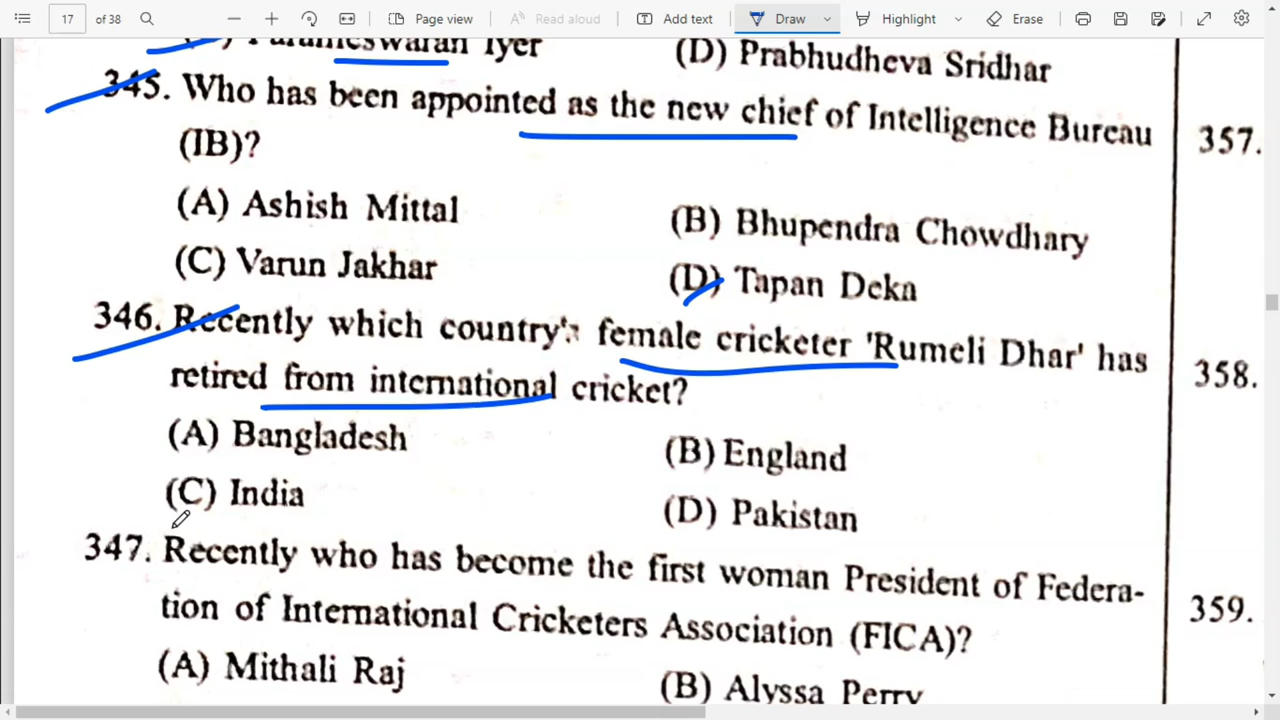 17 of 38 Page view Read aloud Add text Draw Highlight Erase
Parameswaran Iyer (D) Prabhudheva Sridhar
345. Who has been appointed as the new chief of Intelligence Bureau
(IB)?
(A) Ashish Mittal (B) Bhupendra Chowdhary
(C) Varun Jakhar (D) Tapan Deka
346. Recently which country's female cricketer 'Rumeli Dhar' has
retired from international cricket?
(A) Bangladesh (B) England
(C) India (D) Pakistan
347. Recently who has become the first woman President of Federa-
tion of International Cricketers Association (FICA)?
(A) Mithali Raj (B) Alyssa Perry
357.
358.
359.